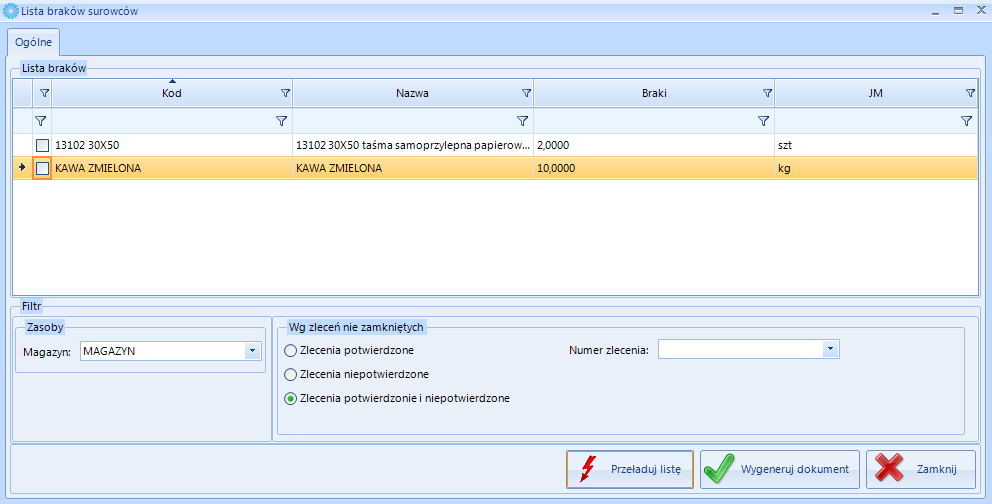 Lista braków surowców
Ogólne
Lista braków
Kod Nazwa Braki JM
13102 30X50 13102 30X50 taśma samoprzylepna papierow... 2,0000 szt
KAWA ZMIELONA KAWA ZMIELONA 10,0000 kg
Filtr
Zasoby
Magazyn: MAGAZYN
Wg zleceń nie zamkniętych
Zlecenia potwierdzone
Numer zlecenia:
Zlecenia niepotwierdzone
Zlecenia potwierdzonie i niepotwierdzone
Przeładuj listę
Wygeneruj dokument
Zamknij